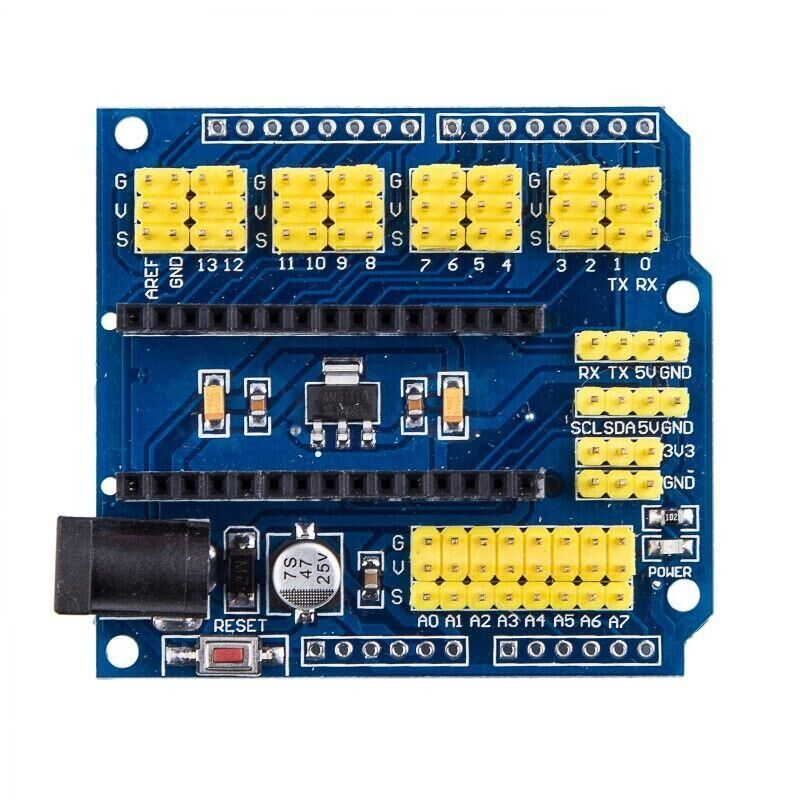 G G G G
V V V V
S S S S
AREF GND 13 12 11 10 9 8 7 6 5 4 3 2 1 0
TX RX
RX TX 5V GND
SCL SDA 5V GND
3V3
GND
102
POWER
7S
47
25V
M7
G
V
S
A0 A1 A2 A3 A4 A5 A6 A7
RESET